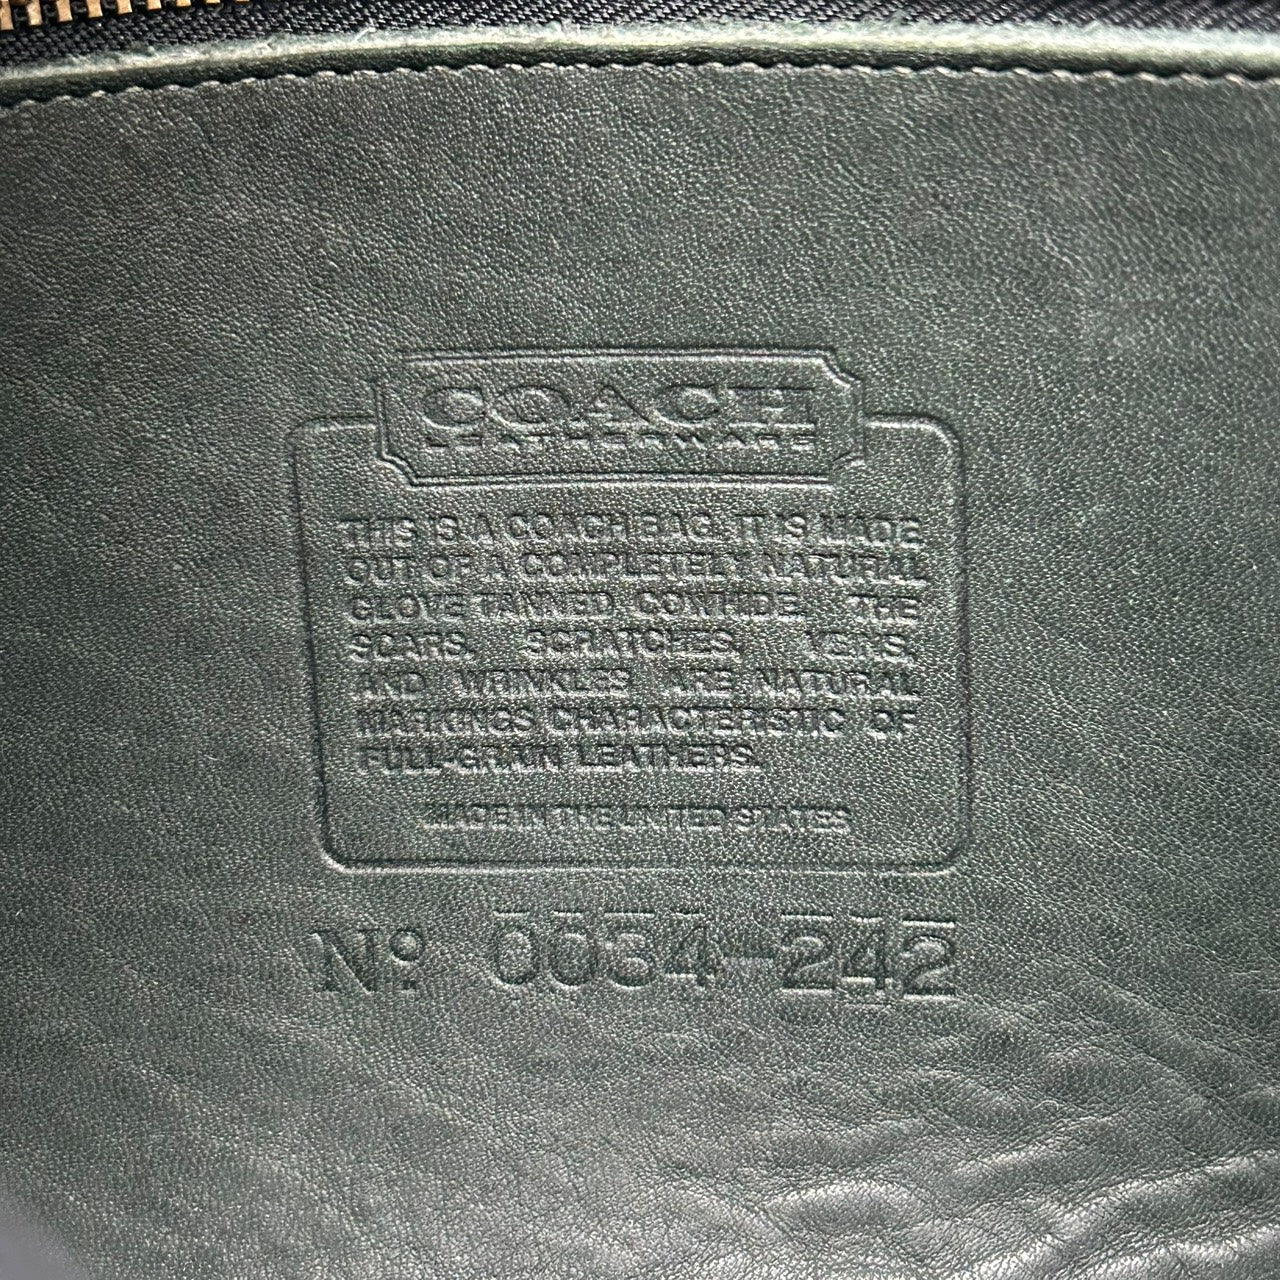 COACH
LEATHERWARE
THIS IS A COACH BAG. IT IS MADE
OUT OF A COMPLETELY NATURAL
GLOVE TANNED COWHIDE. THE
SCARS, SCRATCHES, VEINS,
AND WRINKLES ARE NATURAL
MARKINGS CHARACTERISTIC OF
FULL-GRAIN LEATHERS.
MADE IN THE UNITED STATES
Nº 0034-242